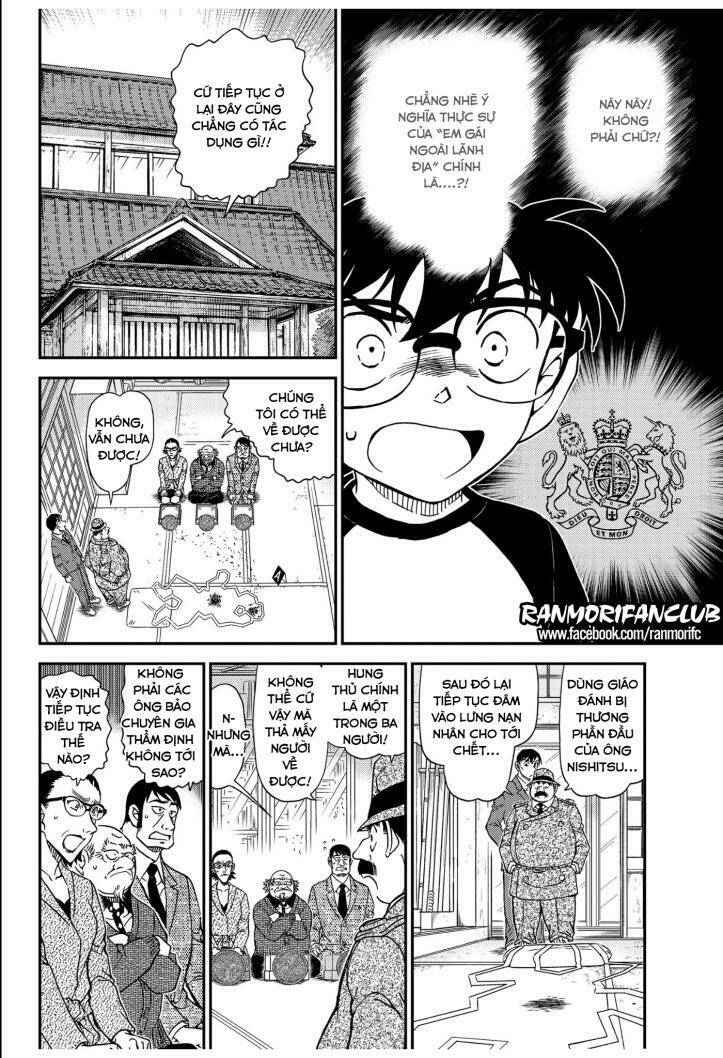 NÀY NÀY!
KHÔNG
PHẢI CHỨ?!
CHẲNG NHẼ Ý
NGHĨA THỰC SỰ
CỦA "EM GÁI
NGOÀI LÃNH
ĐỊA" CHÍNH
LÀ....?!
DIEU
ET MON
DROIT
RANMORIFANCLUB
www.facebook.com/ranmorifc
CỨ TIẾP TỤC Ở
LẠI ĐÂY CŨNG
CHẲNG CÓ TÁC
DỤNG GÌ!!
CHÚNG
TÔI CÓ THỂ
VỀ ĐƯỢC
CHƯA?
KHÔNG,
VẪN CHƯA
ĐƯỢC!
4
DÙNG GIÁO
ĐÁNH BỊ
THƯƠNG
PHẦN ĐẦU
CỦA ÔNG
NISHITSU...
SAU ĐÓ LẠI
TIẾP TỤC ĐÂM
VÀO LƯNG NẠN
NHÂN CHO TỚI
CHẾT...
HUNG
THỦ CHÍNH
LÀ MỘT
TRONG BA
NGƯỜI!
KHÔNG
THỂ CỨ
VẬY MÀ
THẢ MẤY
NGƯỜI
VỀ
ĐƯỢC!
N-
NHƯNG
MÀ...
KHÔNG
PHẢI CÁC
ÔNG BẢO
CHUYÊN GIA
THẨM ĐỊNH
KHÔNG TỚI
SAO?
VẬY ĐỊNH
TIẾP TỤC
ĐIỀU TRA
THẾ
NÀO?